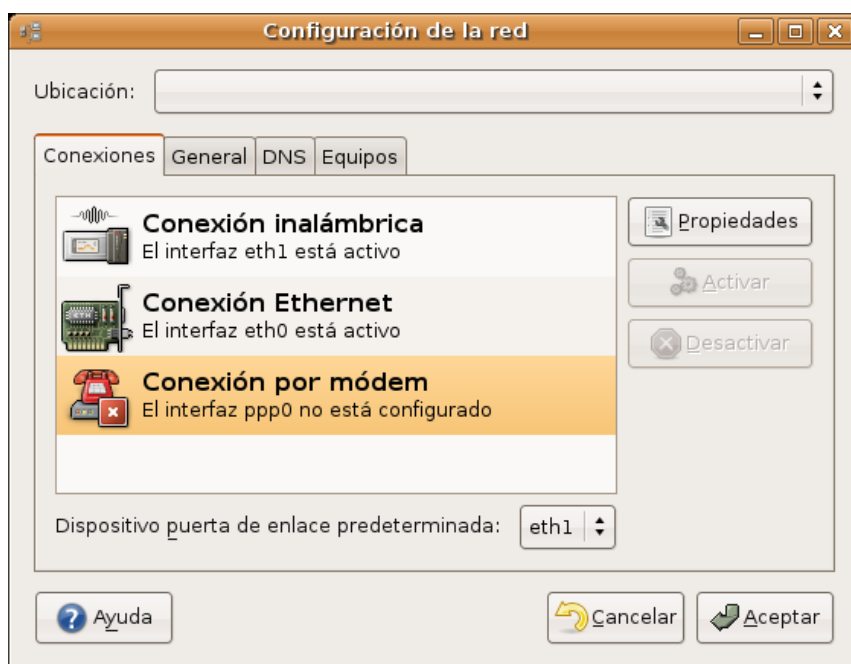 Configuración de la red
Ubicación:
Conexiones General DNS Equipos
Conexión inalámbrica
El interfaz eth1 está activo
Conexión Ethernet
El interfaz eth0 está activo
Conexión por módem
El interfaz ppp0 no está configurado
Propiedades
Activar
Desactivar
Dispositivo puerta de enlace predeterminada: eth1
Ayuda Cancelar Aceptar